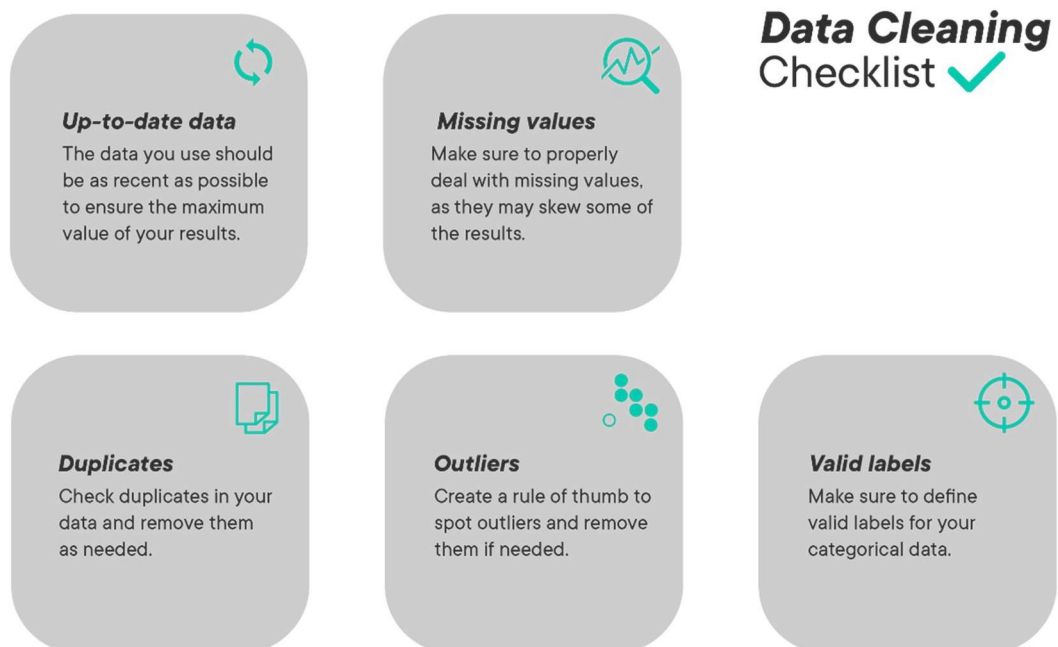 Data Cleaning
Checklist
Up-to-date data
The data you use should
be as recent as possible
to ensure the maximum
value of your results.
Missing values
Make sure to properly
deal with missing values,
as they may skew some of
the results.
Duplicates
Check duplicates in your
data and remove them
as needed.
Outliers
Create a rule of thumb to
spot outliers and remove
them if needed.
Valid labels
Make sure to define
valid labels for your
categorical data.